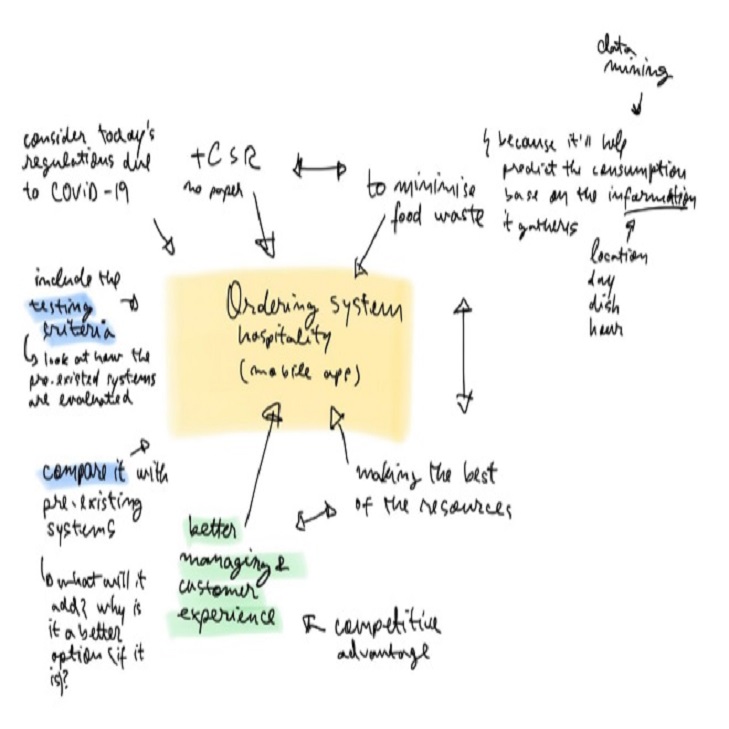 data
mining
consider today's
regulations due
to COVID-19
+CSR
no paper
to minimise
food waste
↳ because it'll help
predict the consumption
base on the information
it gathers
location
day
dish
hour
include the
testing
criteria
↳ look at how the
pre-existed systems
are evaluated
Ordering system
hospitality
(mobile app)
compare it with
pre-existing
systems
↳ what will it
add? why is
it a better
option (if it
is)?
better
managing &
customer
experience
making the best
of the resources
competitive
advantage